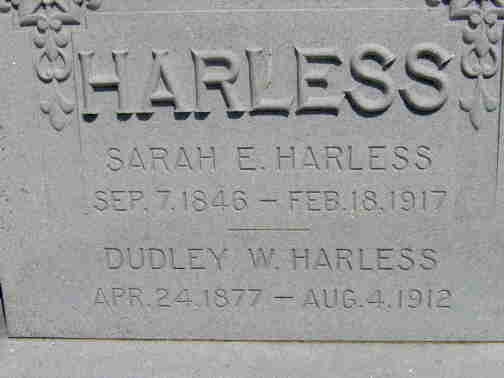 HARLESS
SARAH E. HARLESS
SEP. 7. 1846 – FEB. 18. 1917
DUDLEY W. HARLESS
APR. 24. 1877 – AUG. 4. 1912